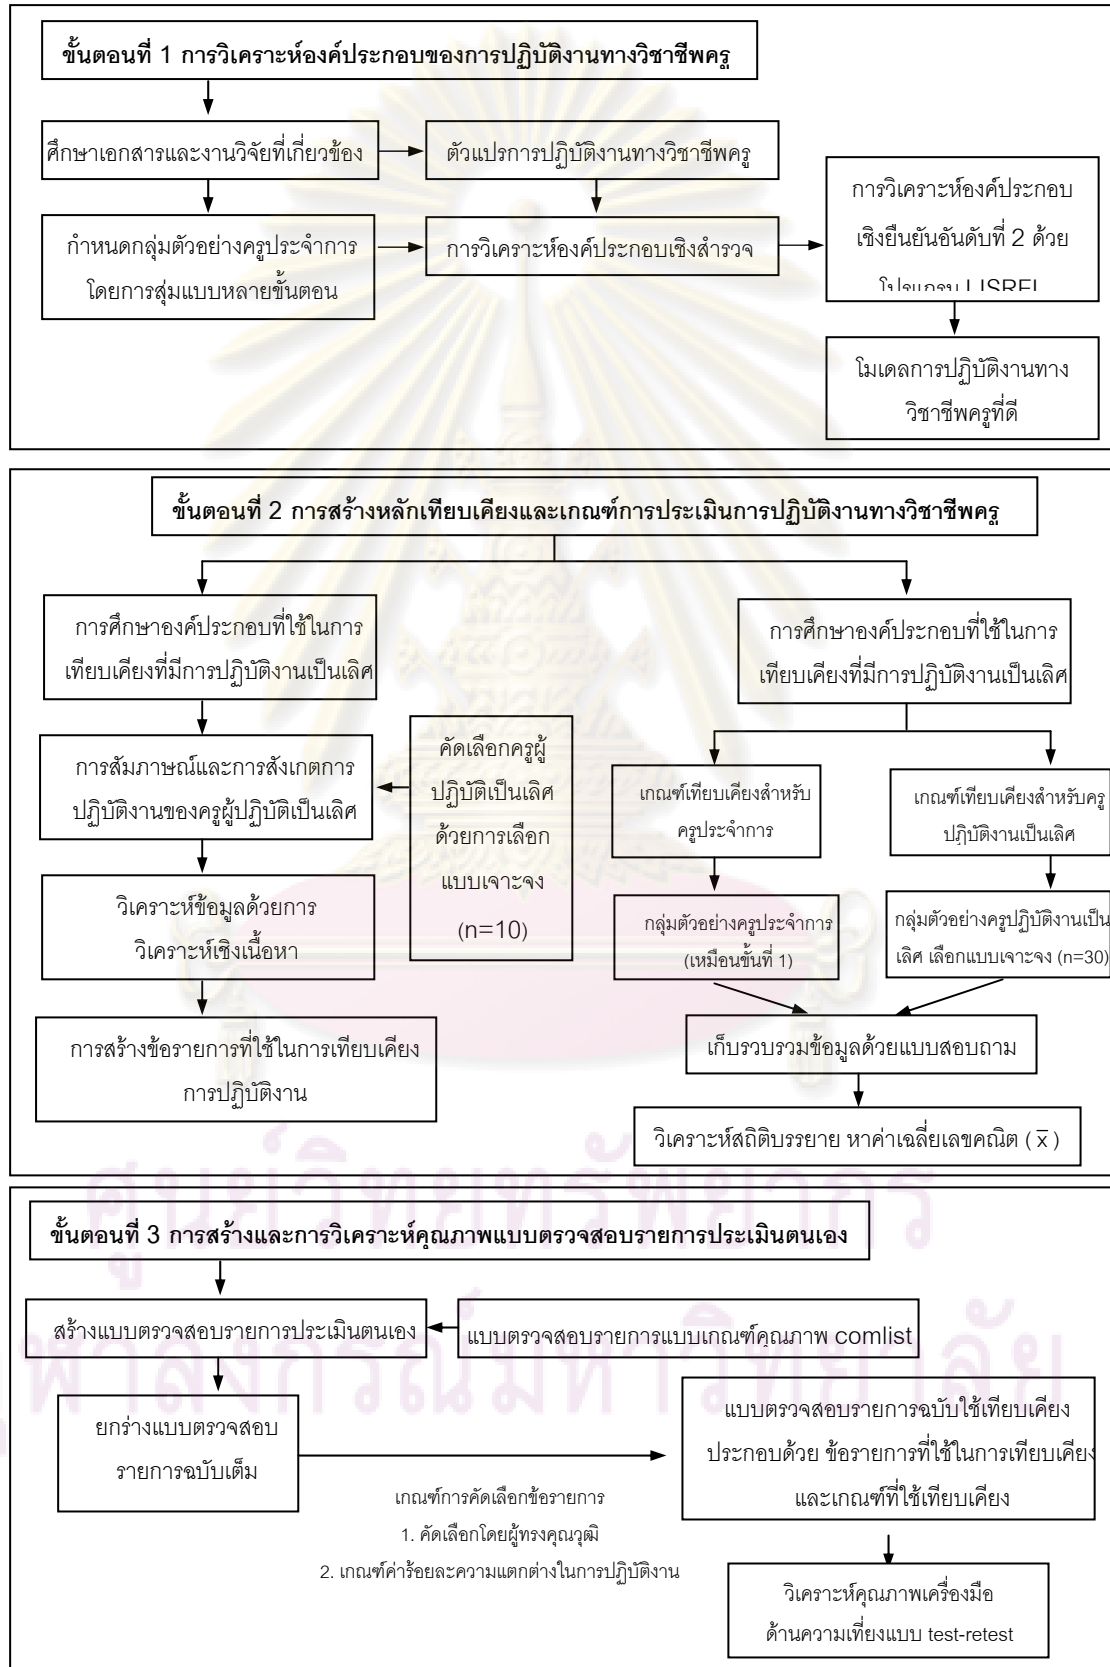 ขั้นตอนที่ 1 การวิเคราะห์องค์ประกอบของการปฏิบัติงานทางวิชาชีพครู
ศึกษาเอกสารและงานวิจัยที่เกี่ยวข้อง
ตัวแปรการปฏิบัติงานทางวิชาชีพครู
กำหนดกลุ่มตัวอย่างครูประจำการ
โดยการสุ่มแบบหลายขั้นตอน
การวิเคราะห์องค์ประกอบเชิงสำรวจ
การวิเคราะห์องค์ประกอบ
เชิงยืนยันอันดับที่ 2 ด้วย
โปรแกรม LISREL
โมเดลการปฏิบัติงานทาง
วิชาชีพครูที่ดี
ขั้นตอนที่ 2 การสร้างหลักเทียบเคียงและเกณฑ์การประเมินการปฏิบัติงานทางวิชาชีพครู
การศึกษาองค์ประกอบที่ใช้ในการ
เทียบเคียงที่มีการปฏิบัติงานเป็นเลิศ
การสัมภาษณ์และการสังเกตการ
ปฏิบัติงานของครูผู้ปฏิบัติเป็นเลิศ
วิเคราะห์ข้อมูลด้วยการ
วิเคราะห์เชิงเนื้อหา
การสร้างข้อรายการที่ใช้ในการเทียบเคียง
การปฏิบัติงาน
คัดเลือกครูผู้
ปฏิบัติเป็นเลิศ
ด้วยการเลือก
แบบเจาะจง
(n=10)
การศึกษาองค์ประกอบที่ใช้ในการ
เทียบเคียงที่มีการปฏิบัติงานเป็นเลิศ
เกณฑ์เทียบเคียงสำหรับ
ครูประจำการ
เกณฑ์เทียบเคียงสำหรับครู
ปฏิบัติงานเป็นเลิศ
กลุ่มตัวอย่างครูประจำการ
(เหมือนขั้นที่ 1)
กลุ่มตัวอย่างครูปฏิบัติงานเป็น
เลิศ เลือกแบบเจาะจง (n=30)
เก็บรวบรวมข้อมูลด้วยแบบสอบถาม
วิเคราะห์สถิติบรรยาย หาค่าเฉลี่ยเลขคณิต ( x̄ )
ศูนย์วิทยทรัพยากร
ขั้นตอนที่ 3 การสร้างและการวิเคราะห์คุณภาพแบบตรวจสอบรายการประเมินตนเอง
สร้างแบบตรวจสอบรายการประเมินตนเอง
แบบตรวจสอบรายการแบบเกณฑ์คุณภาพ comlist
จุฬาลงกรณ์มหาวิทยาลัย
ยกร่างแบบตรวจสอบ
รายการฉบับเต็ม
เกณฑ์การคัดเลือกข้อรายการ
1. คัดเลือกโดยผู้ทรงคุณวุฒิ
2. เกณฑ์ค่าร้อยละความแตกต่างในการปฏิบัติงาน
แบบตรวจสอบรายการฉบับใช้เทียบเคียง
ประกอบด้วย ข้อรายการที่ใช้ในการเทียบเคียง
และเกณฑ์ที่ใช้เทียบเคียง
วิเคราะห์คุณภาพเครื่องมือ
ด้านความเที่ยงแบบ test-retest